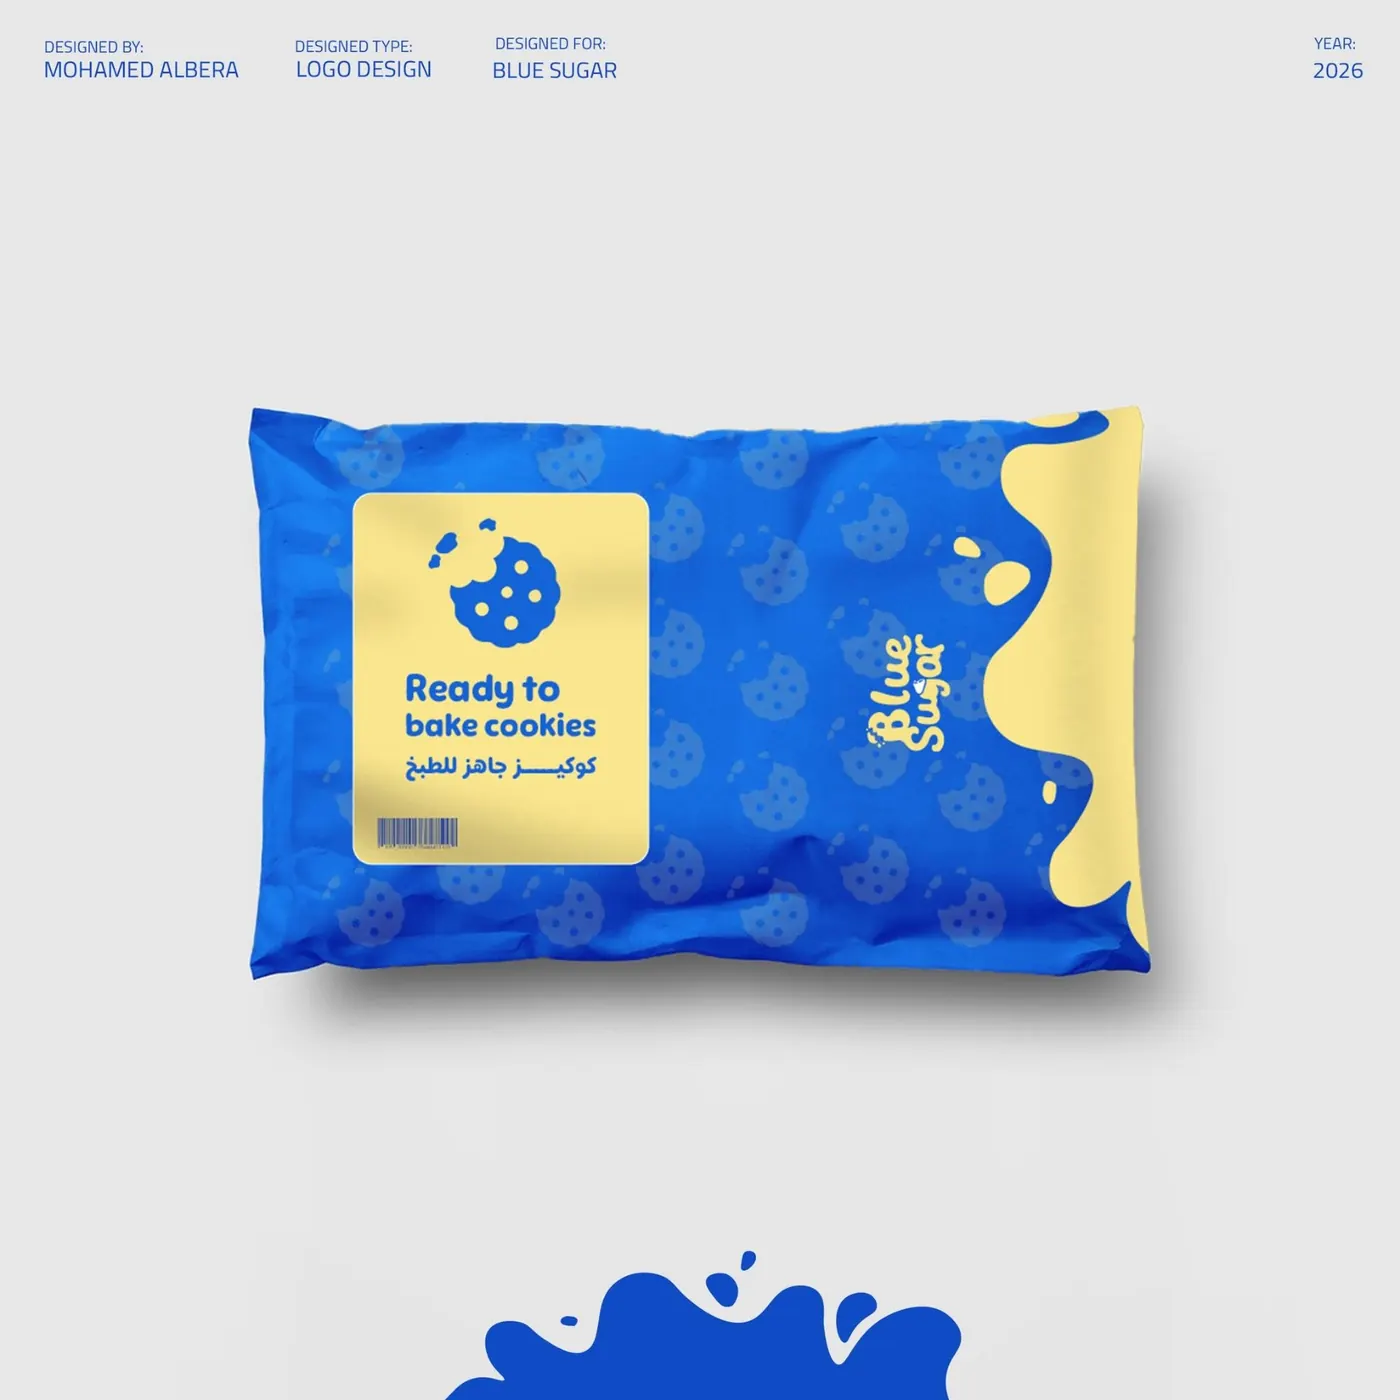 DESIGNED BY:
MOHAMED ALBERA
DESIGNED TYPE:
LOGO DESIGN
DESIGNED FOR:
BLUE SUGAR
YEAR:
2026
Ready to
bake cookies
كوكيـــــز جاهز للطبخ
Blue
Sugar